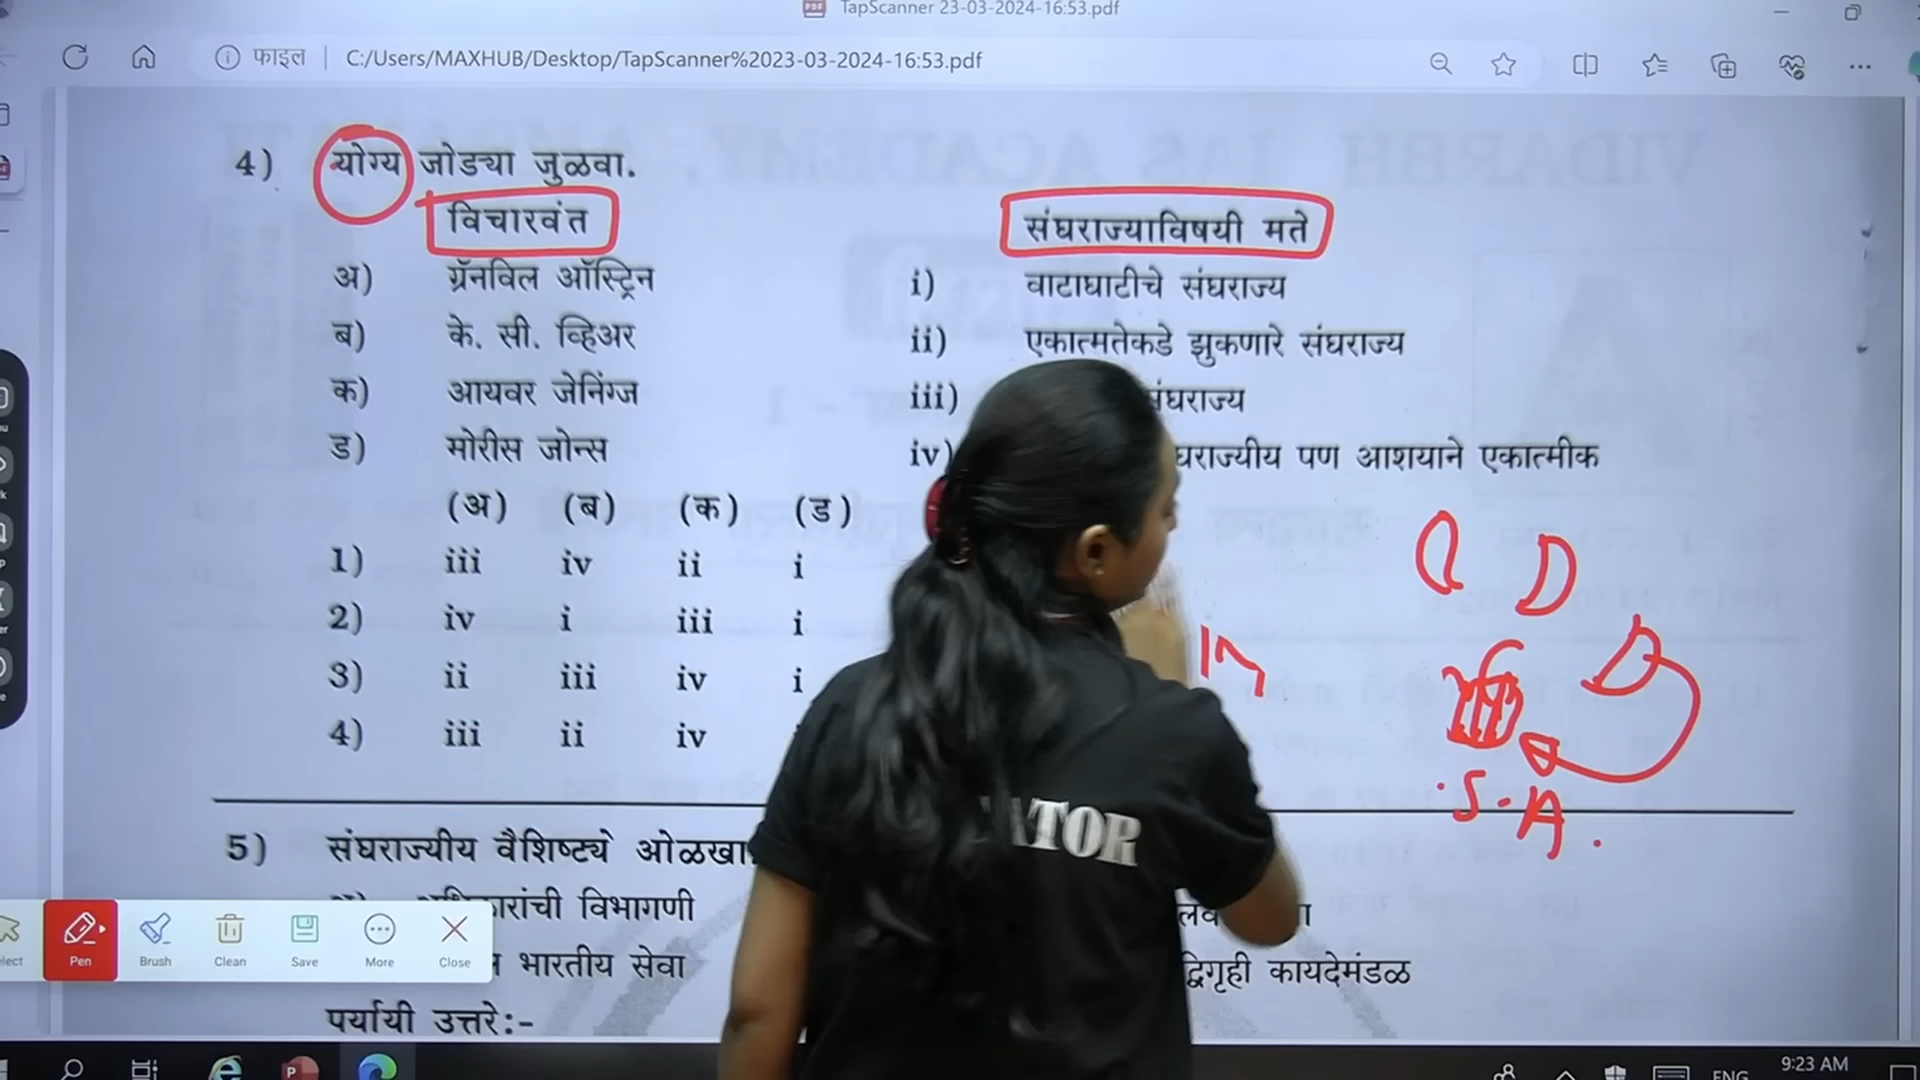 TapScanner 23-03-2024-16:53.pdf
फाइल | C:/Users/MAXHUB/Desktop/TapScanner%2023-03-2024-16:53.pdf
4) योग्य जोड्या जुळवा.
विचारवंत संघराज्याविषयी मते
अ) ग्रॅनविल ऑस्ट्रिन i) वाटाघाटीचे संघराज्य
ब) के. सी. व्हिअर ii) एकात्मतेकडे झुकणारे संघराज्य
क) आयवर जेनिंग्ज iii) संघराज्य
ड) मोरीस जोन्स iv) घराज्यीय पण आशयाने एकात्मीक
(अ) (ब) (क) (ड)
1) iii iv ii i
2) iv i iii i
3) ii iii iv i
4) iii ii iv
S.A.
ATOR
5) संघराज्यीय वैशिष्ट्ये ओळखा
ारांची विभागणी
भारतीय सेवा द्विगृही कायदेमंडळ
पर्यायी उत्तरे:-
Pen Brush Clean Save More Close
ENG 9:23 AM